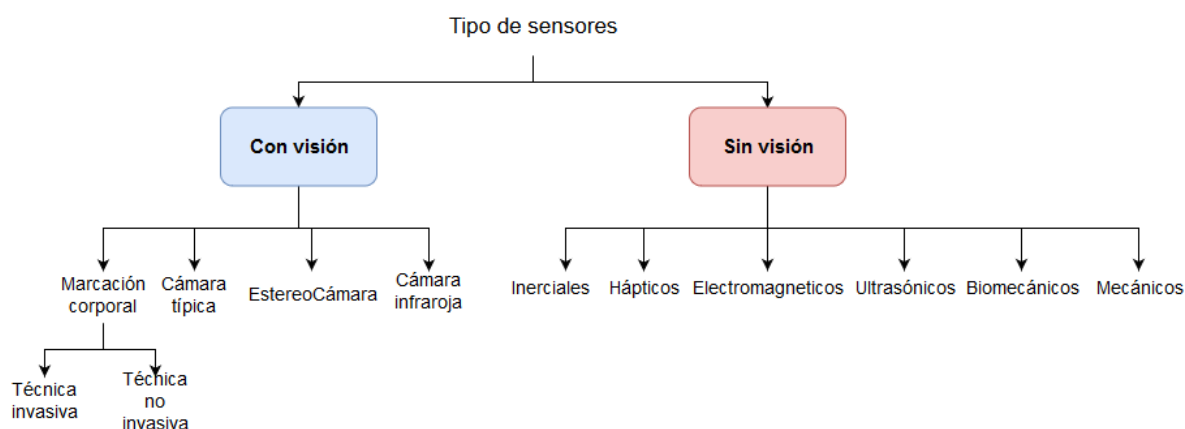 Tipo de sensores
Con visión
Sin visión
Marcación
corporal
Cámara
típica
EstereoCámara
Cámara
infraroja
Inerciales
Hápticos
Electromagneticos
Ultrasónicos
Biomecánicos
Mecánicos
Técnica
invasiva
Técnica
no
invasiva